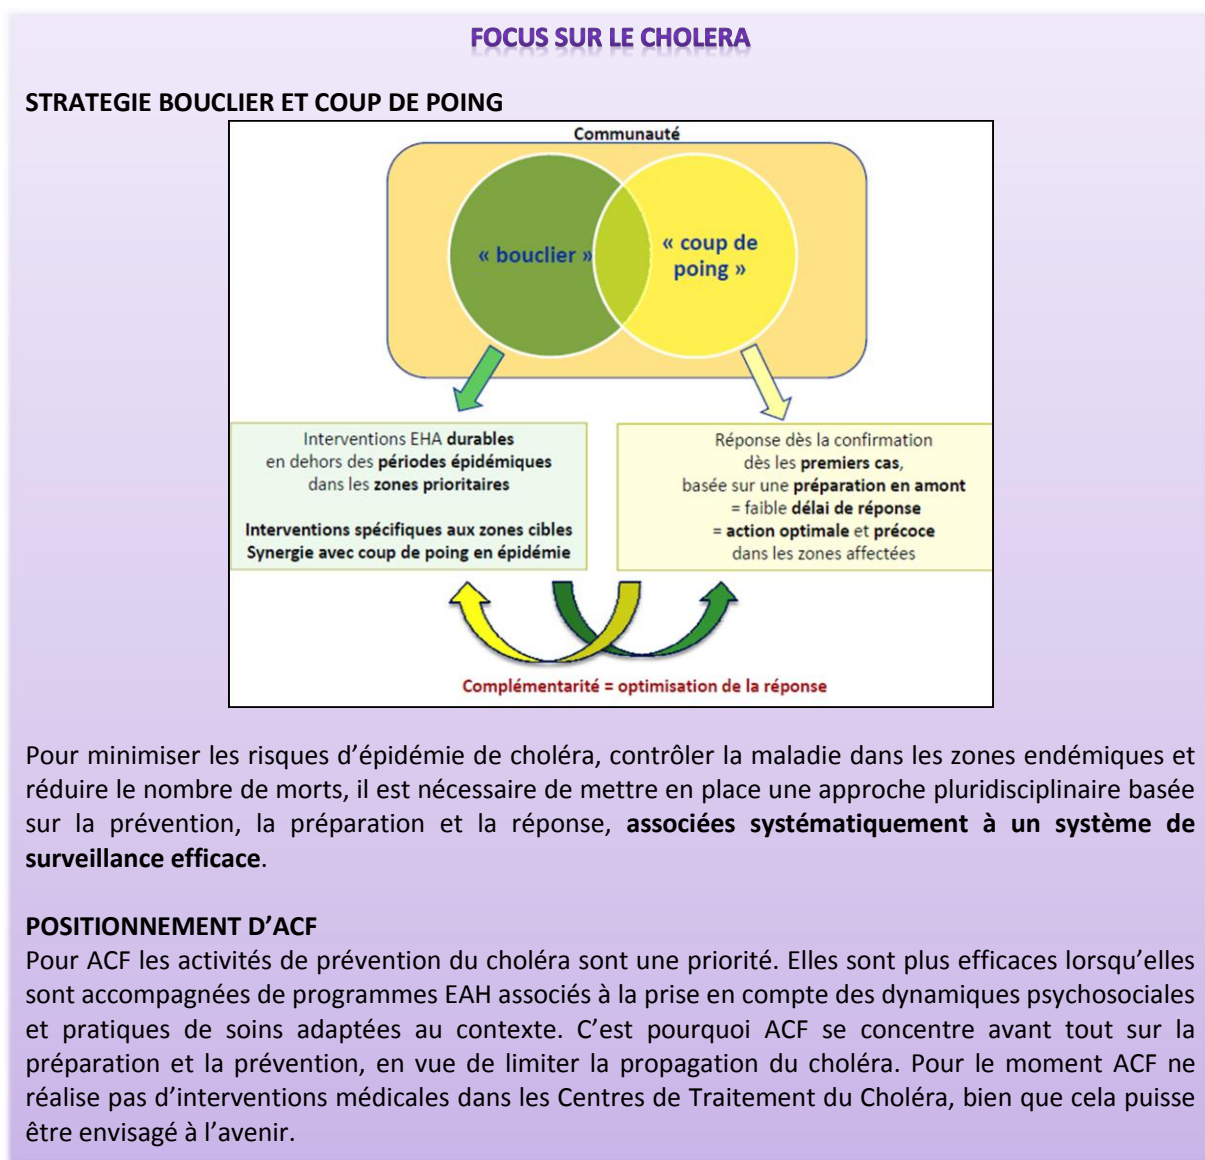 FOCUS SUR LE CHOLERA
STRATEGIE BOUCLIER ET COUP DE POING
Communauté
« bouclier »
« coup de
poing »
Interventions EHA durables
en dehors des périodes épidémiques
dans les zones prioritaires
Interventions spécifiques aux zones cibles
Synergie avec coup de poing en épidémie
Réponse dès la confirmation
dès les premiers cas,
basée sur une préparation en amont
= faible délai de réponse
= action optimale et précoce
dans les zones affectées
Complémentarité = optimisation de la réponse
Pour minimiser les risques d’épidémie de choléra, contrôler la maladie dans les zones endémiques et
réduire le nombre de morts, il est nécessaire de mettre en place une approche pluridisciplinaire basée
sur la prévention, la préparation et la réponse, associées systématiquement à un système de
surveillance efficace.
POSITIONNEMENT D’ACF
Pour ACF les activités de prévention du choléra sont une priorité. Elles sont plus efficaces lorsqu’elles
sont accompagnées de programmes EAH associés à la prise en compte des dynamiques psychosociales
et pratiques de soins adaptées au contexte. C’est pourquoi ACF se concentre avant tout sur la
préparation et la prévention, en vue de limiter la propagation du choléra. Pour le moment ACF ne
réalise pas d’interventions médicales dans les Centres de Traitement du Choléra, bien que cela puisse
être envisagé à l’avenir.